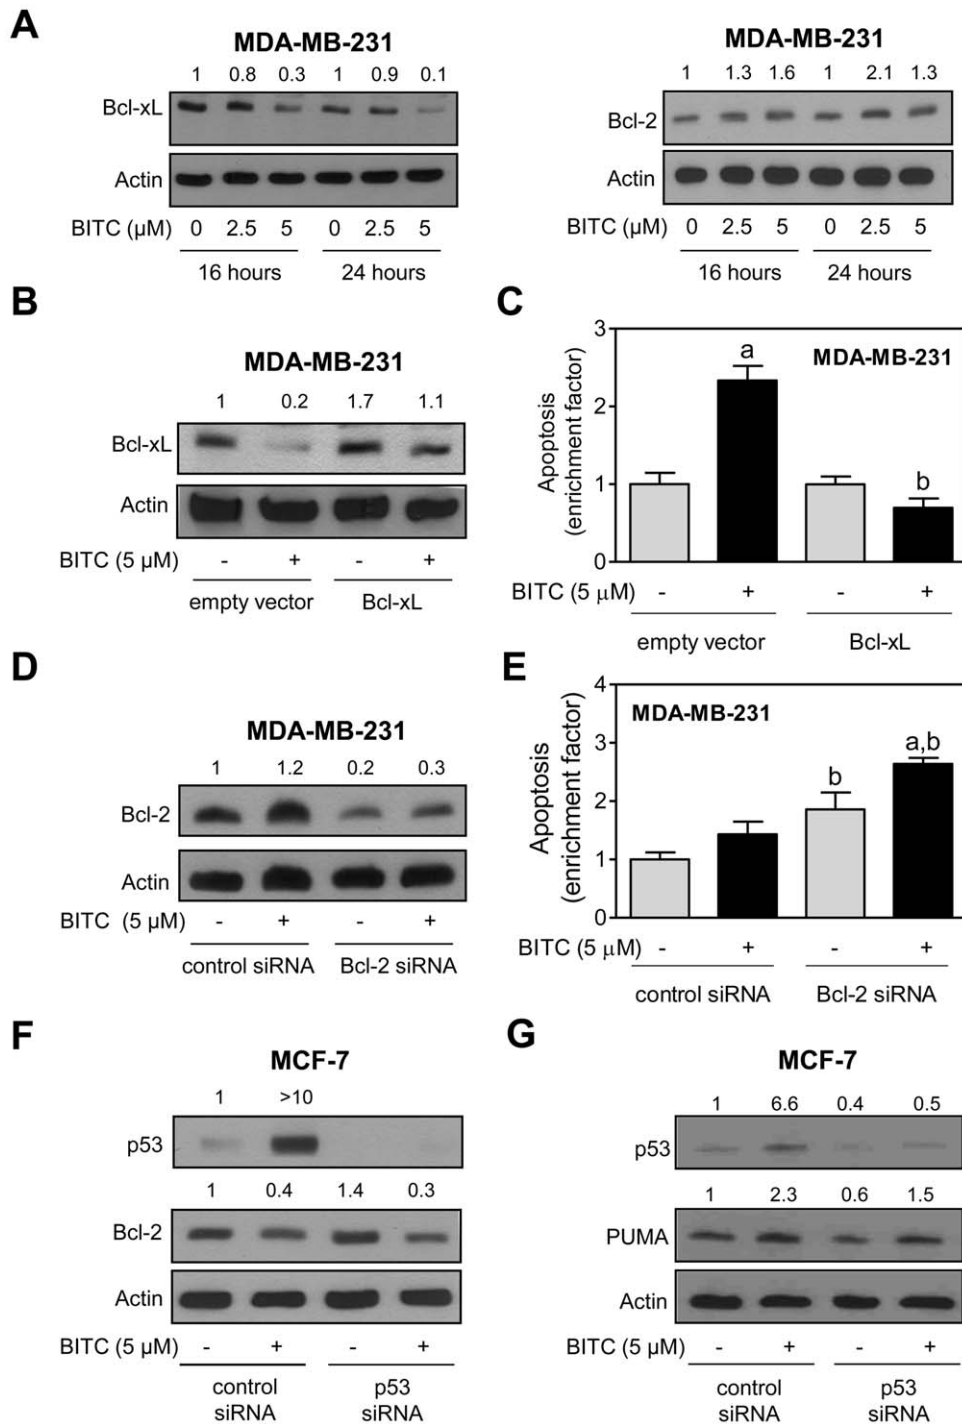 A
MDA-MB-231
1 0.8 0.3 1 0.9 0.1
Bcl-xL
Actin
BITC (µM) 0 2.5 5 0 2.5 5
16 hours 24 hours
MDA-MB-231
1 1.3 1.6 1 2.1 1.3
Bcl-2
Actin
0 2.5 5 0 2.5 5
16 hours 24 hours
B
MDA-MB-231
1 0.2 1.7 1.1
Bcl-xL
Actin
BITC (5 µM) - + - +
empty vector Bcl-xL
C
MDA-MB-231
Apoptosis
(enrichment factor)
3
2
1
0
a
b
BITC (5 µM) - + - +
empty vector Bcl-xL
D
MDA-MB-231
1 1.2 0.2 0.3
Bcl-2
Actin
BITC (5 µM) - + - +
control siRNA Bcl-2 siRNA
E
MDA-MB-231
Apoptosis
(enrichment factor)
4
3
2
1
0
b
a,b
BITC (5 µM) - + - +
control siRNA Bcl-2 siRNA
F
MCF-7
1 >10
p53
1 0.4 1.4 0.3
Bcl-2
Actin
BITC (5 µM) - + - +
control p53
siRNA siRNA
G
MCF-7
1 6.6 0.4 0.5
p53
1 2.3 0.6 1.5
PUMA
Actin
BITC (5 µM) - + - +
control p53
siRNA siRNA